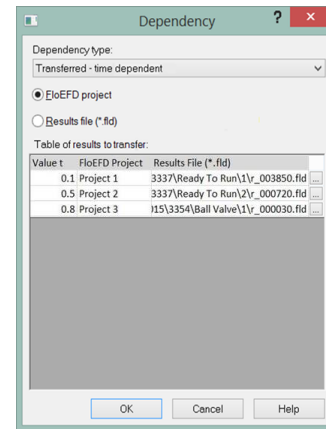 Dependency ? ×
Dependency type:
Transferred - time dependent
FloEFD project
Results file (*.fld)
Table of results to transfer:
Value t FloEFD Project Results File (*.fld)
0.1 Project 1 3337\Ready To Run\1\r_003850.fld ...
0.5 Project 2 3337\Ready To Run\2\r_000720.fld ...
0.8 Project 3 )15\3354\Ball Valve\1\r_000030.fld ...
OK Cancel Help